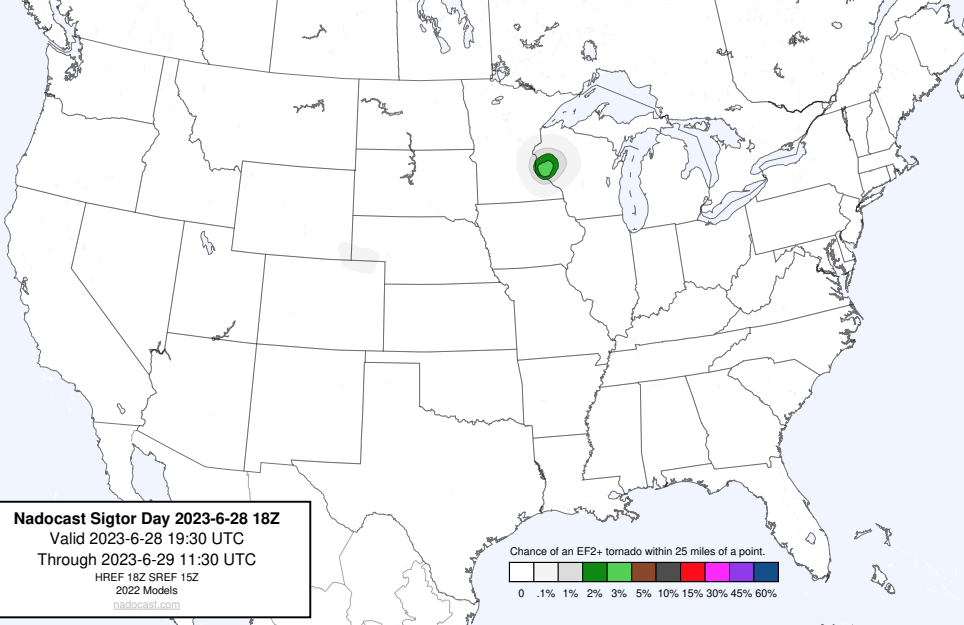 Nadocast Sigtor Day 2023-6-28 18Z
Valid 2023-6-28 19:30 UTC
Through 2023-6-29 11:30 UTC
HREF 18Z SREF 15Z
2022 Models
nadocast.com
Chance of an EF2+ tornado within 25 miles of a point.
0 .1% 1% 2% 3% 5% 10% 15% 30% 45% 60%